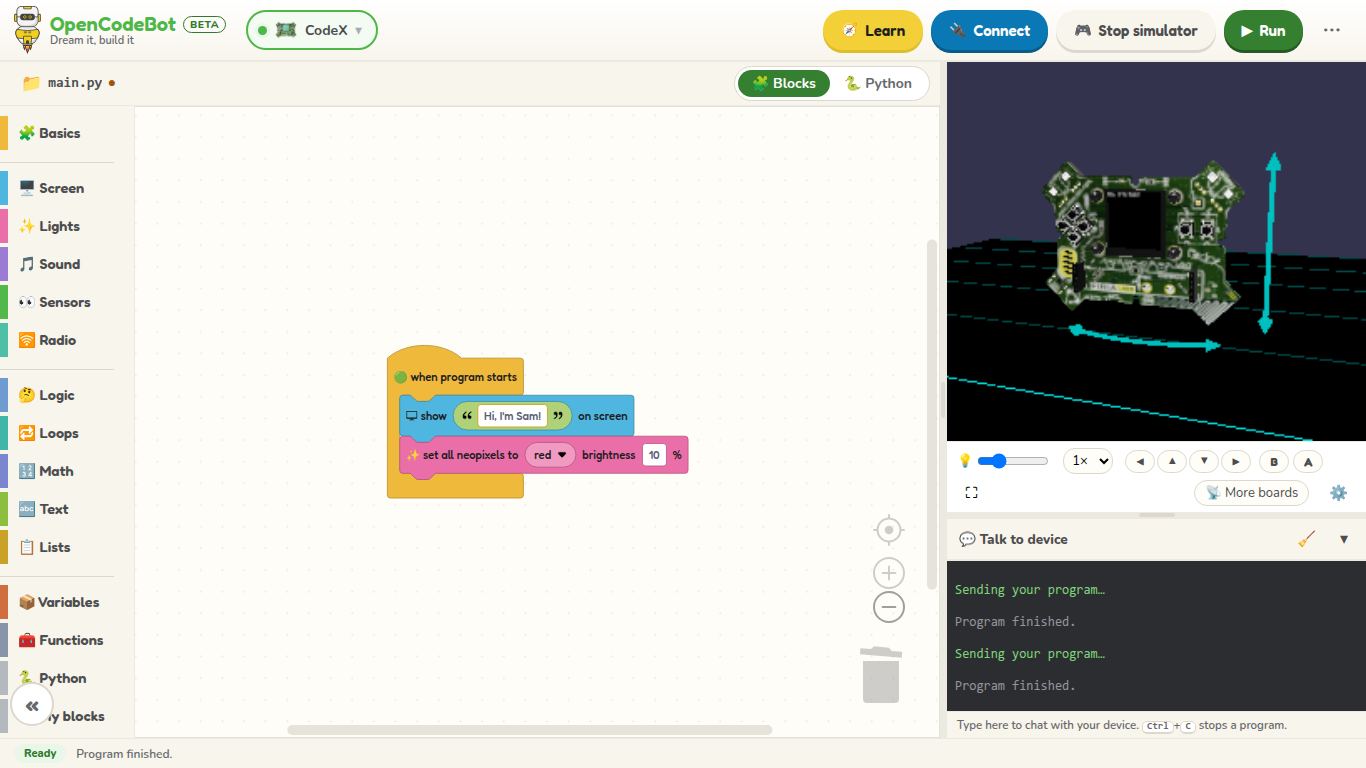 OpenCodeBot BETA
Dream it, build it
CodeX ▾
Learn
Connect
Stop simulator
Run
main.py
Blocks
Python
Basics
Screen
Lights
Sound
Sensors
Radio
Logic
Loops
Math
Text
Lists
Variables
Functions
Python
y blocks
when program starts
show “ Hi, I'm Sam! ” on screen
set all neopixels to red brightness 10 %
1×
B
A
More boards
Talk to device
Sending your program…
Program finished.
Sending your program…
Program finished.
Type here to chat with your device. Ctrl + C stops a program.
Ready
Program finished.